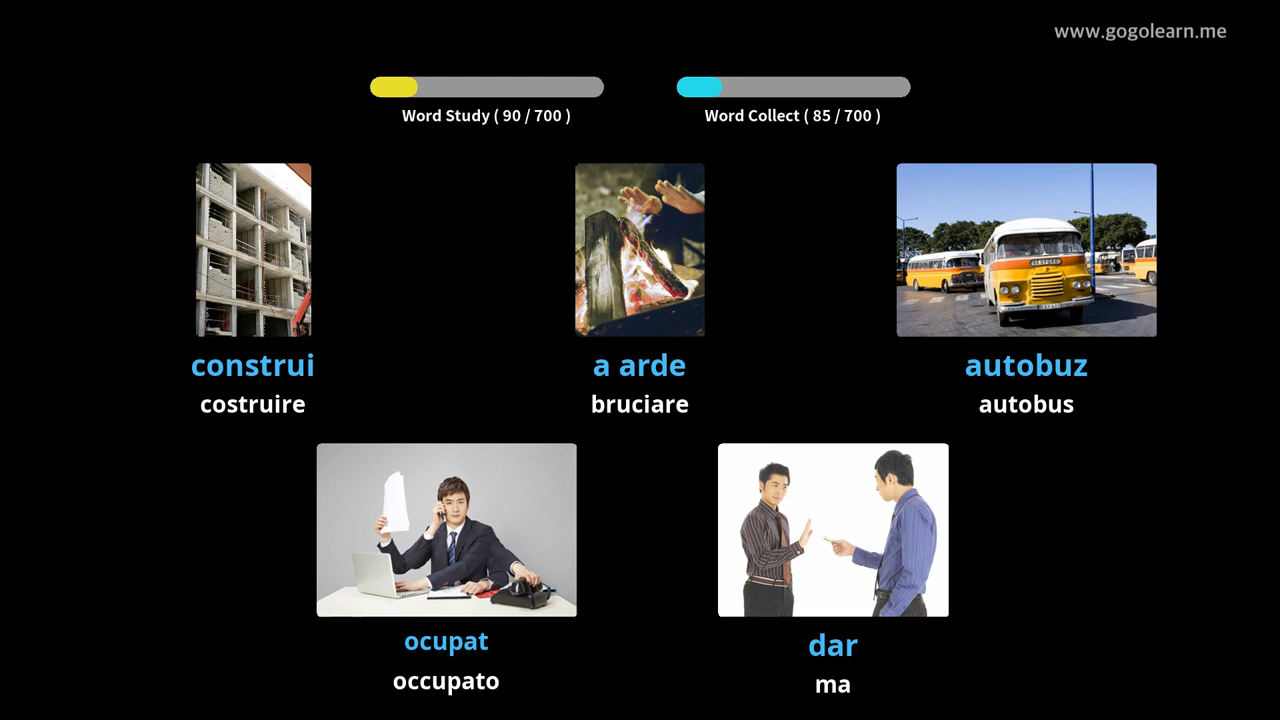 www.gogolearn.me
Word Study ( 90 / 700 )
Word Collect ( 85 / 700 )
construi
costruire
a arde
bruciare
BEDFORD
autobuz
autobus
ocupat
occupato
dar
ma